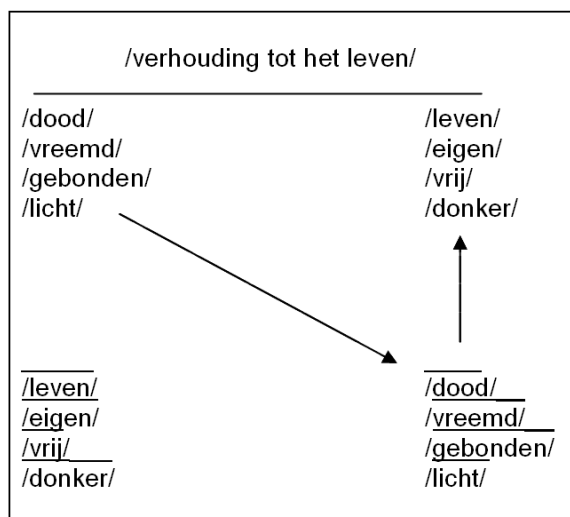 /verhouding tot het leven/
/dood/
/vreemd/
/gebonden/
/licht/
/leven/
/eigen/
/vrij/
/donker/
/leven/
/eigen/
/vrij/
/donker/
/dood/
/vreemd/
/gebonden/
/licht/